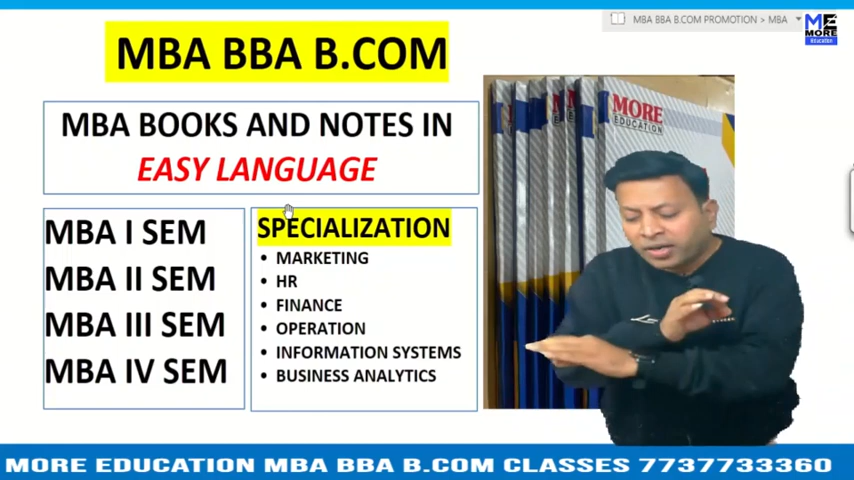 MBA BBA B.COM PROMOTION > MBA
ME
MORE
Education
MBA BBA B.COM
MBA BOOKS AND NOTES IN
EASY LANGUAGE
MORE
EDUCATION
MBA I SEM
MBA II SEM
MBA III SEM
MBA IV SEM
SPECIALIZATION
• MARKETING
• HR
• FINANCE
• OPERATION
• INFORMATION SYSTEMS
• BUSINESS ANALYTICS
MORE EDUCATION MBA BBA B.COM CLASSES 7737733360